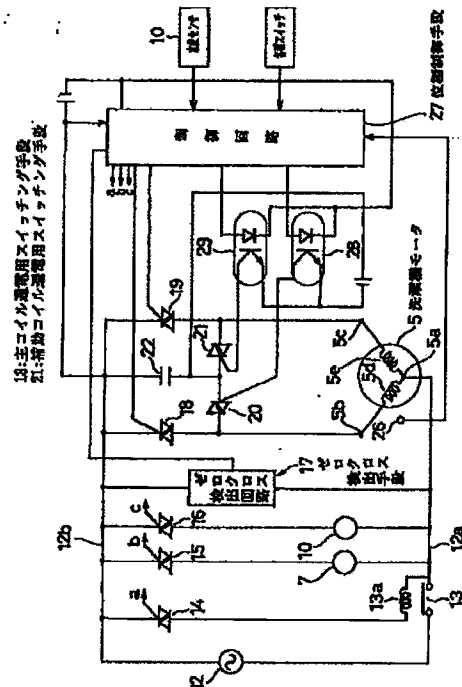 18:主コイル通電用スイッチング手段
21:補助コイル通電用スイッチング手段
10
制御回路
27 位相制御手段
a
b
c
29
28
19
22
21
18
20
5c
5 洗濯機モータ
5e
5d
5a
5b
26
12b
ゼロクロス検出回路
17 ゼロクロス検出手段
c
16
b
15
a
14
10
7
12a
13a
13
12